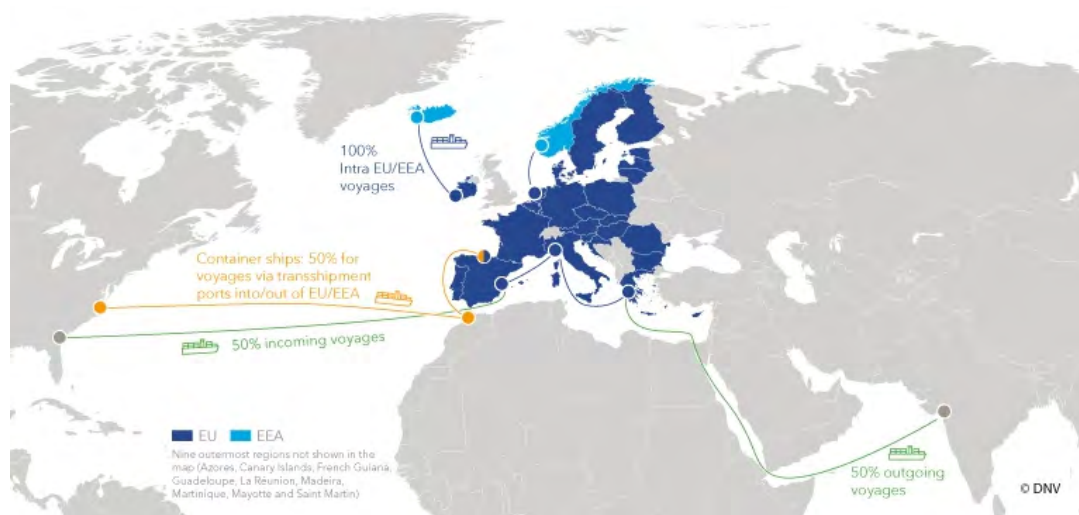 100%
Intra EU/EEA
voyages
Container ships: 50% for
voyages via transshipment
ports into/out of EU/EEA
50% incoming voyages
EU EEA
Nine outermost regions not shown in the
map (Azores, Canary Islands, French Guiana,
Guadeloupe, La Réunion, Madeira,
Martinique, Mayotte and Saint Martin)
50% outgoing
voyages
© DNV